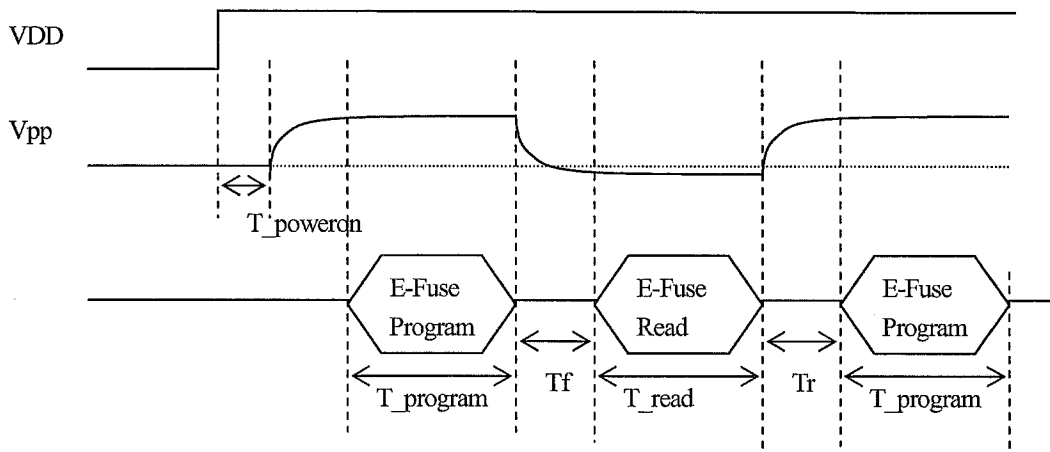 VDD
Vpp
T_poweron
E-Fuse
Program
E-Fuse
Read
E-Fuse
Program
T_program
Tf
T_read
Tr
T_program